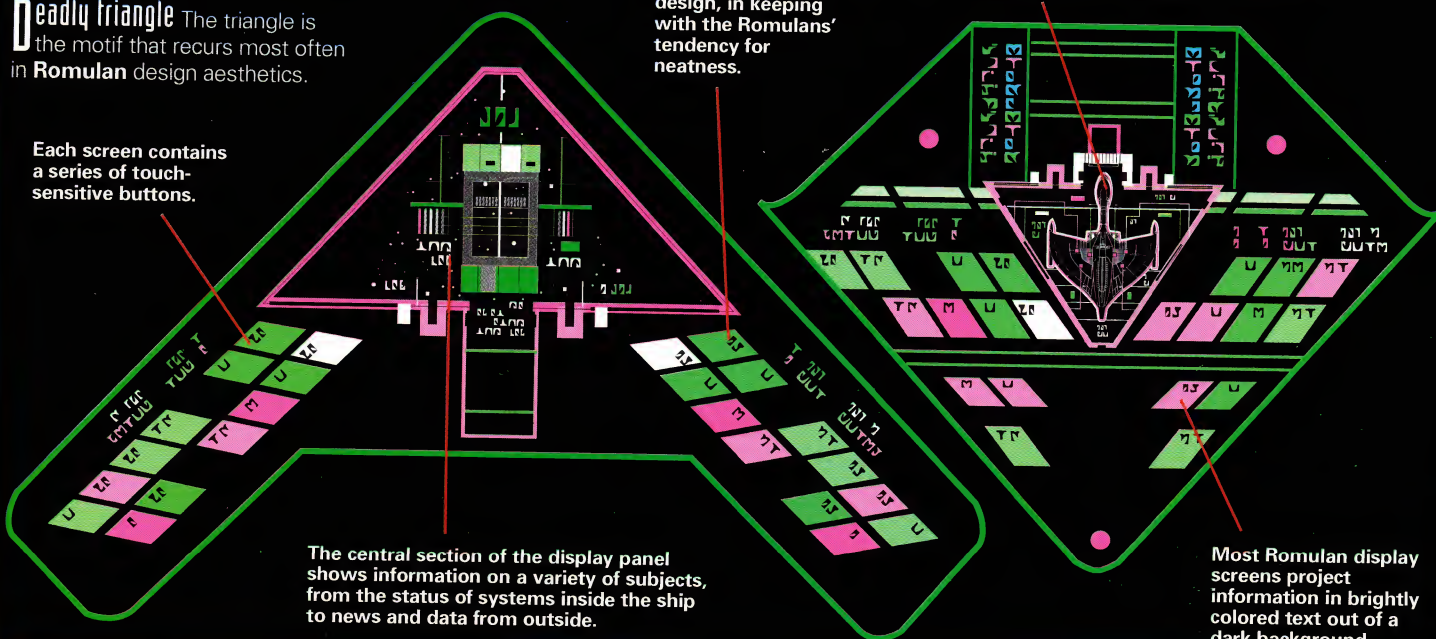 Deadly triangle The triangle is
the motif that recurs most often
in Romulan design aesthetics.
Each screen contains
a series of touch-
sensitive buttons.
design, in keeping
with the Romulans'
tendency for
neatness.
The central section of the display panel
shows information on a variety of subjects,
from the status of systems inside the ship
to news and data from outside.
Most Romulan display
screens project
information in brightly
colored text out of a
dark background